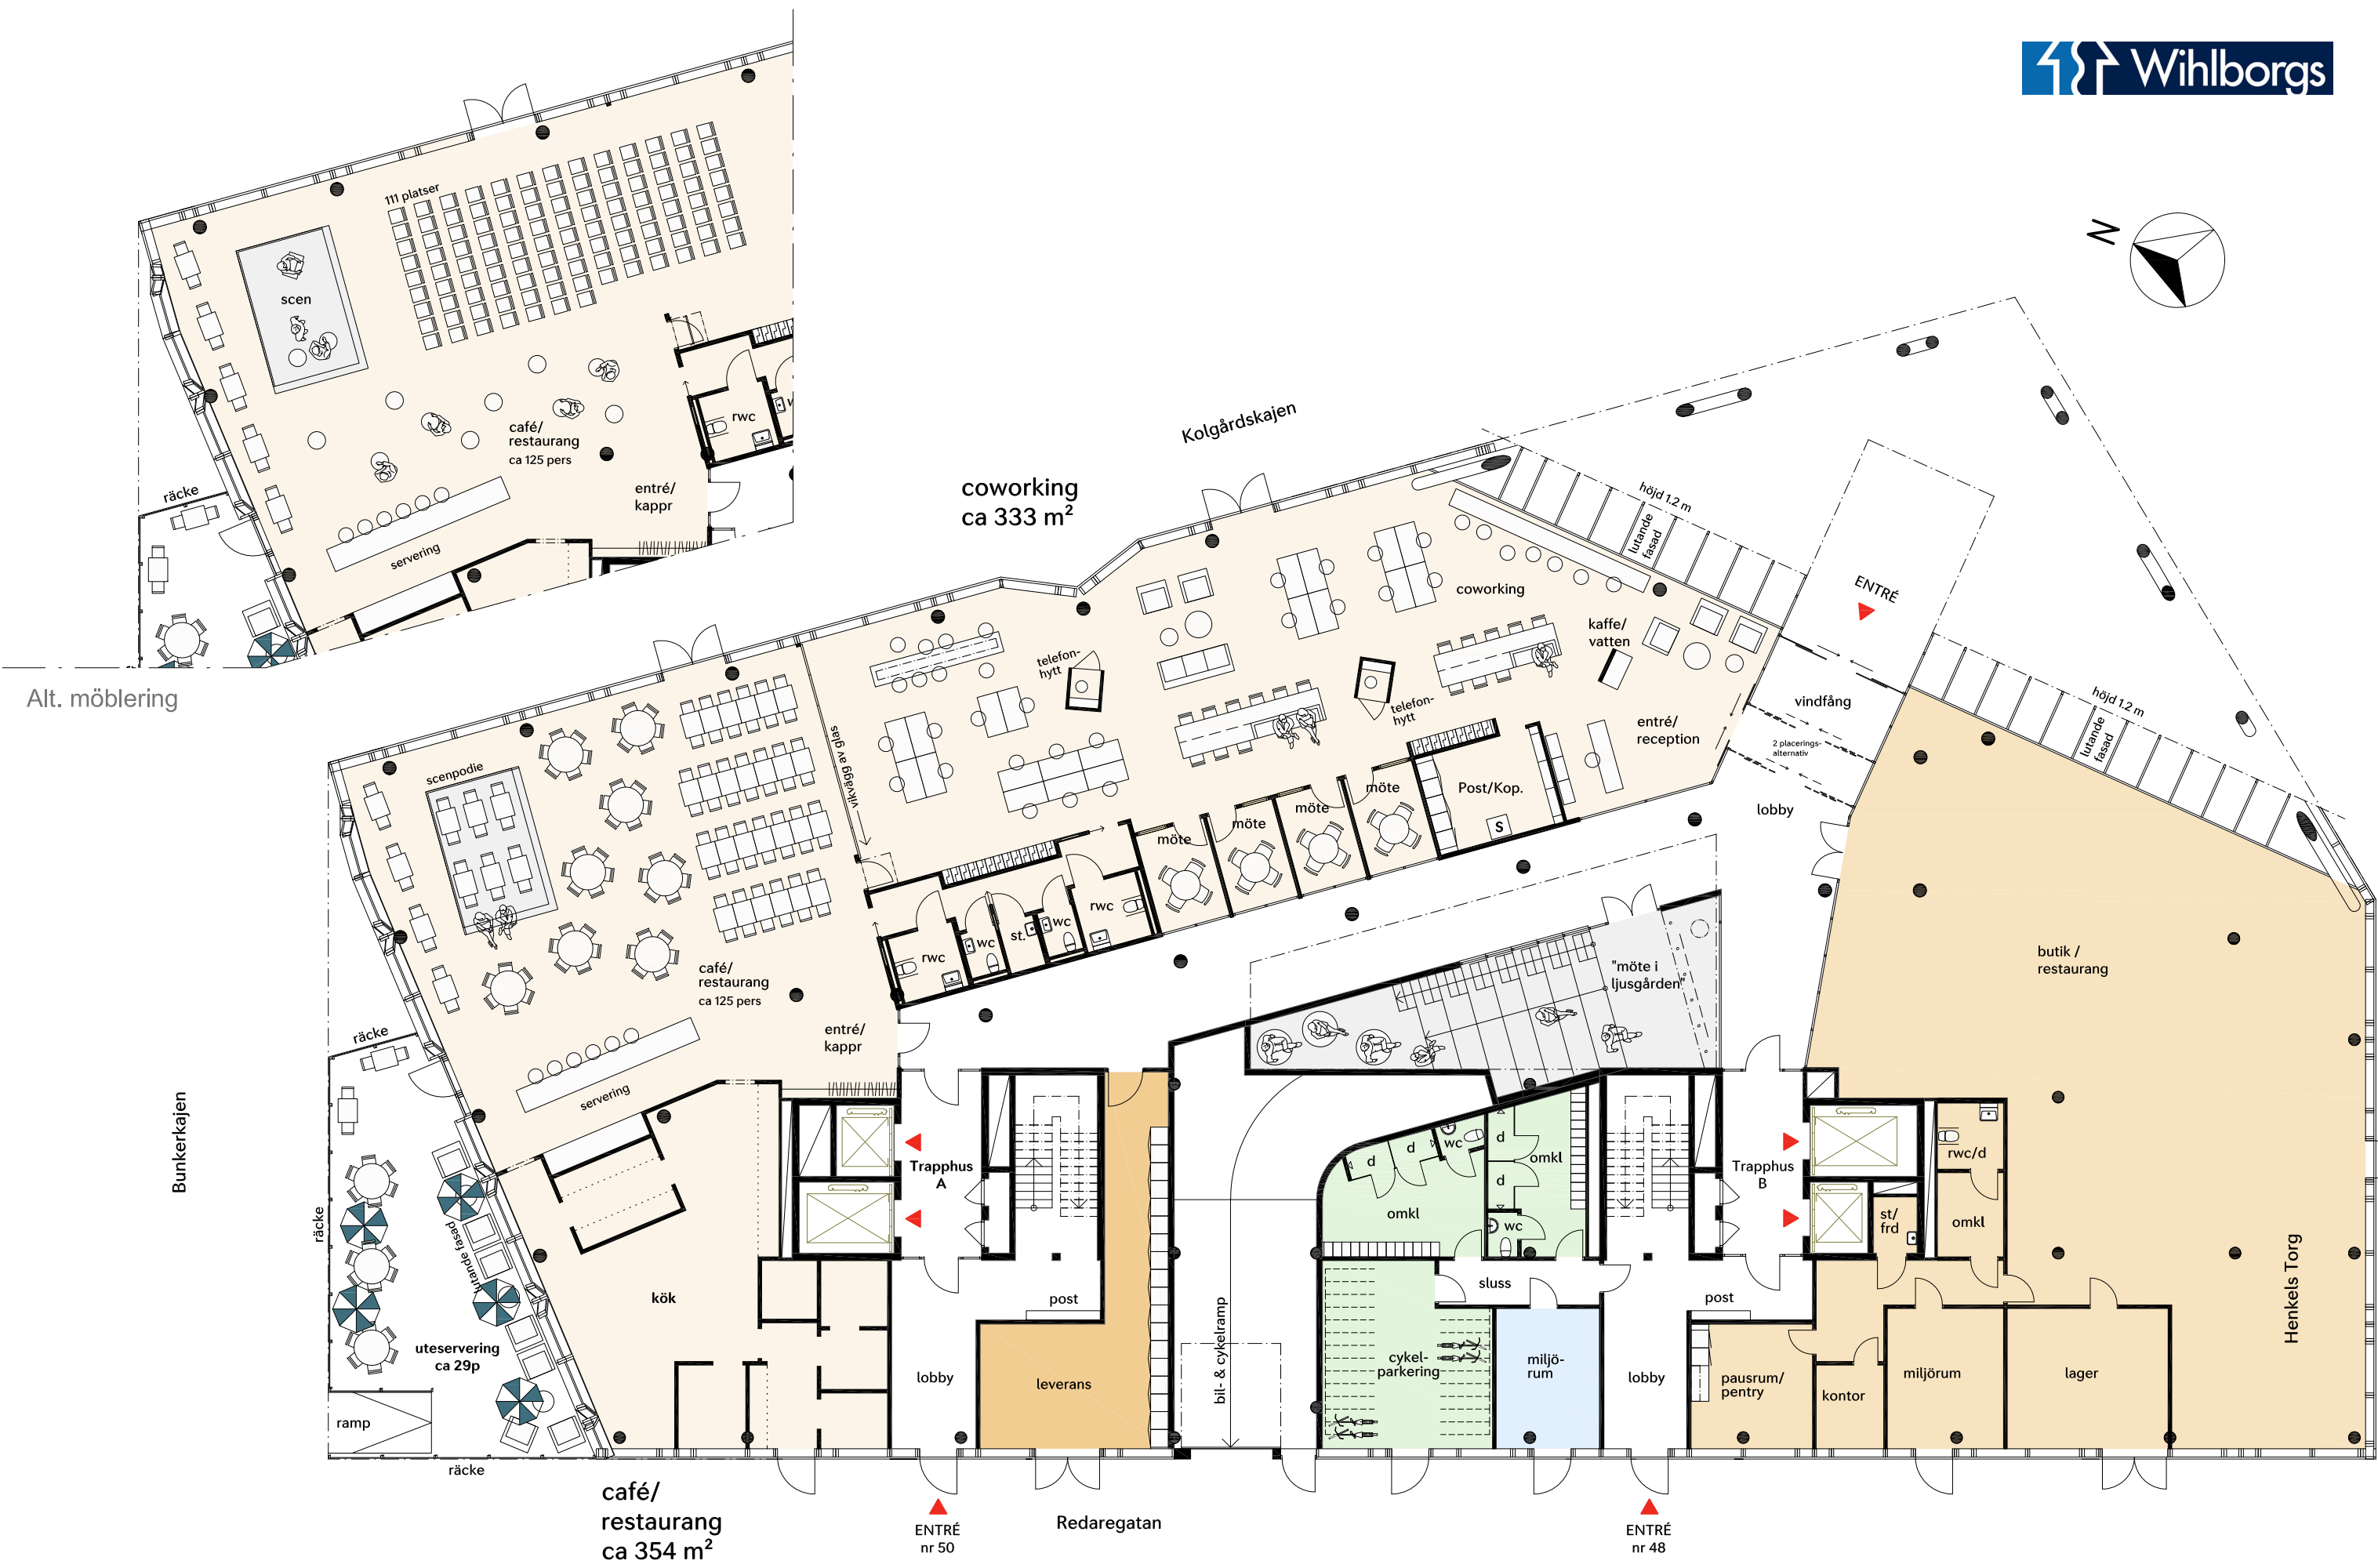 Wihlborgs
N
111 platser
scen
café/
restaurang
ca 125 pers
rwc
entré/
kappr
servering
räcke
Alt. möblering
Kolgårdskajen
coworking
ca 333 m²
höjd 1.2 m
lutande
fasad
ENTRÉ
coworking
kaffe/
vatten
telefon-
hytt
telefon-
hytt
entré/
reception
vindfång
2 placerings-
alternativ
lobby
höjd 1.2 m
lutande
fasad
scenpodie
vikvägg av glas
möte
möte
möte
möte
Post/Kop.
S
rwc
wc
st.
wc
rwc
café/
restaurang
ca 125 pers
entré/
kappr
servering
"möte i
ljusgården"
butik /
restaurang
Bunkerkajen
räcke
räcke
lutande fasad
uteservering
ca 29p
ramp
räcke
kök
Trapphus
A
post
lobby
leverans
bil- & cykelramp
d
d
wc
d
d
omkl
omkl
wc
sluss
cykel-
parkering
miljö-
rum
lobby
Trapphus
B
post
rwc/d
st/
frd
omkl
pausrum/
pentry
kontor
miljörum
lager
Henkels Torg
café/
restaurang
ca 354 m²
ENTRÉ
nr 50
Redaregatan
ENTRÉ
nr 48